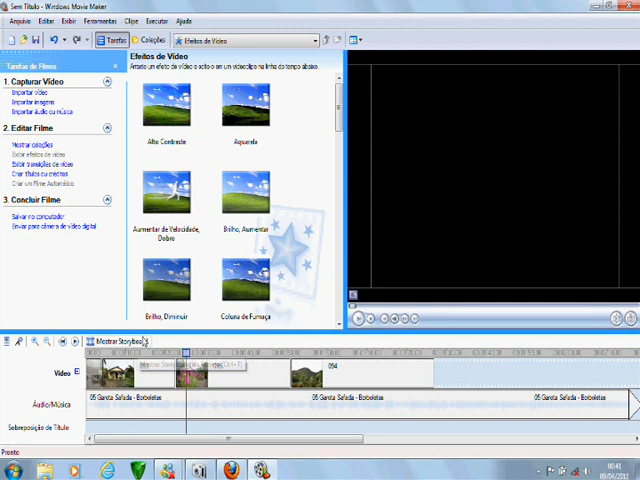 Sem Título - Windows Movie Maker
Arquivo Editar Exibir Ferramentas Clipe Executar Ajuda
Tarefas Coleções Efeitos de Vídeo
Tarefas de Filmes
Efeitos de Vídeo
Arraste um efeito de vídeo e solte-o em um videoclipe na linha do tempo abaixo.
1. Capturar Vídeo
Importar vídeo
Importar imagens
Importar áudio ou música
2. Editar Filme
Mostrar coleções
Exibir efeitos de vídeo
Exibir transições de vídeo
Criar títulos ou créditos
Criar um Filme Automático
3. Concluir Filme
Salvar no computador
Enviar para câmera de vídeo digital
Alto Contraste
Aquarela
Aumentar de Velocidade, Dobro
Brilho, Aumentar
Brilho, Diminuir
Coluna de Fumaça
Mostrar Storyboard
Vídeo
094
Áudio/Música
05 Garota Safada - Borboletas
05 Garota Safada - Borboletas
05 Garota Safada - Borboletas
Sobreposição de Título
Pronto
00:41
09/04/2011